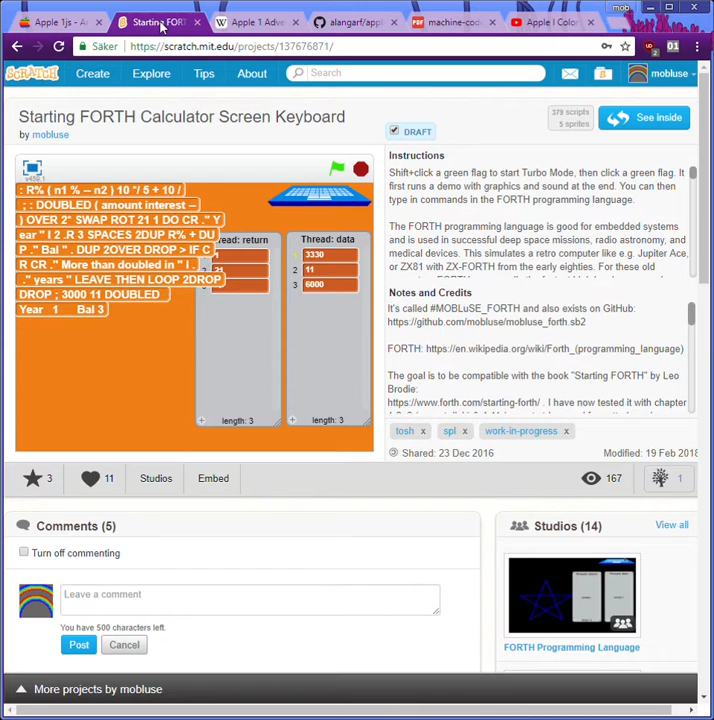 mob
Apple 1js - An
Starting FORT
Apple 1 Adve
alangarf/appl
machine-cod
Apple I Color
Säker
https://scratch.mit.edu/projects/137676871/
2
01
SCRATCH
Create
Explore
Tips
About
Search
mobluse
Starting FORTH Calculator Screen Keyboard
by mobluse
DRAFT
379 scripts
5 sprites
See inside
v459.1
: R% ( n1 % -- n2 ) 10 */ 5 + 10 /
; : DOUBLED ( amount interest --
) OVER 2* SWAP ROT 21 1 DO CR ." Y
ear " I 2 .R 3 SPACES 2DUP R% + DU
P ." Bal " . DUP 2OVER DROP > IF C
R CR ." More than doubled in " I .
." years " LEAVE THEN LOOP 2DROP
DROP ; 3000 11 DOUBLED
Year 1 Bal 3
ead: return
1
21
3
length: 3
Thread: data
1 3330
2 11
3 6000
length: 3
Instructions
Shift+click a green flag to start Turbo Mode, then click a green flag. It
first runs a demo with graphics and sound at the end. You can then
type in commands in the FORTH programming language.
The FORTH programming language is good for embedded systems
and is used in successful deep space missions, radio astronomy, and
medical devices. This simulates a retro computer like e.g. Jupiter Ace,
or ZX81 with ZX-FORTH from the early eighties. For these old
Notes and Credits
It's called #MOBLuSE_FORTH and also exists on GitHub:
https://github.com/mobluse/mobluse_forth.sb2
FORTH: https://en.wikipedia.org/wiki/Forth_(programming_language)
The goal is to be compatible with the book "Starting FORTH" by Leo
Brodie:
https://www.forth.com/starting-forth/ . I have now tested it with chapter
tosh x
spl x
work-in-progress x
Shared: 23 Dec 2016
Modified: 19 Feb 2018
3
11
Studios
Embed
167
1
Comments (5)
Turn off commenting
Leave a comment
You have 500 characters left.
Post
Cancel
Studios (14)
View all
FORTH Programming Language
More projects by mobluse